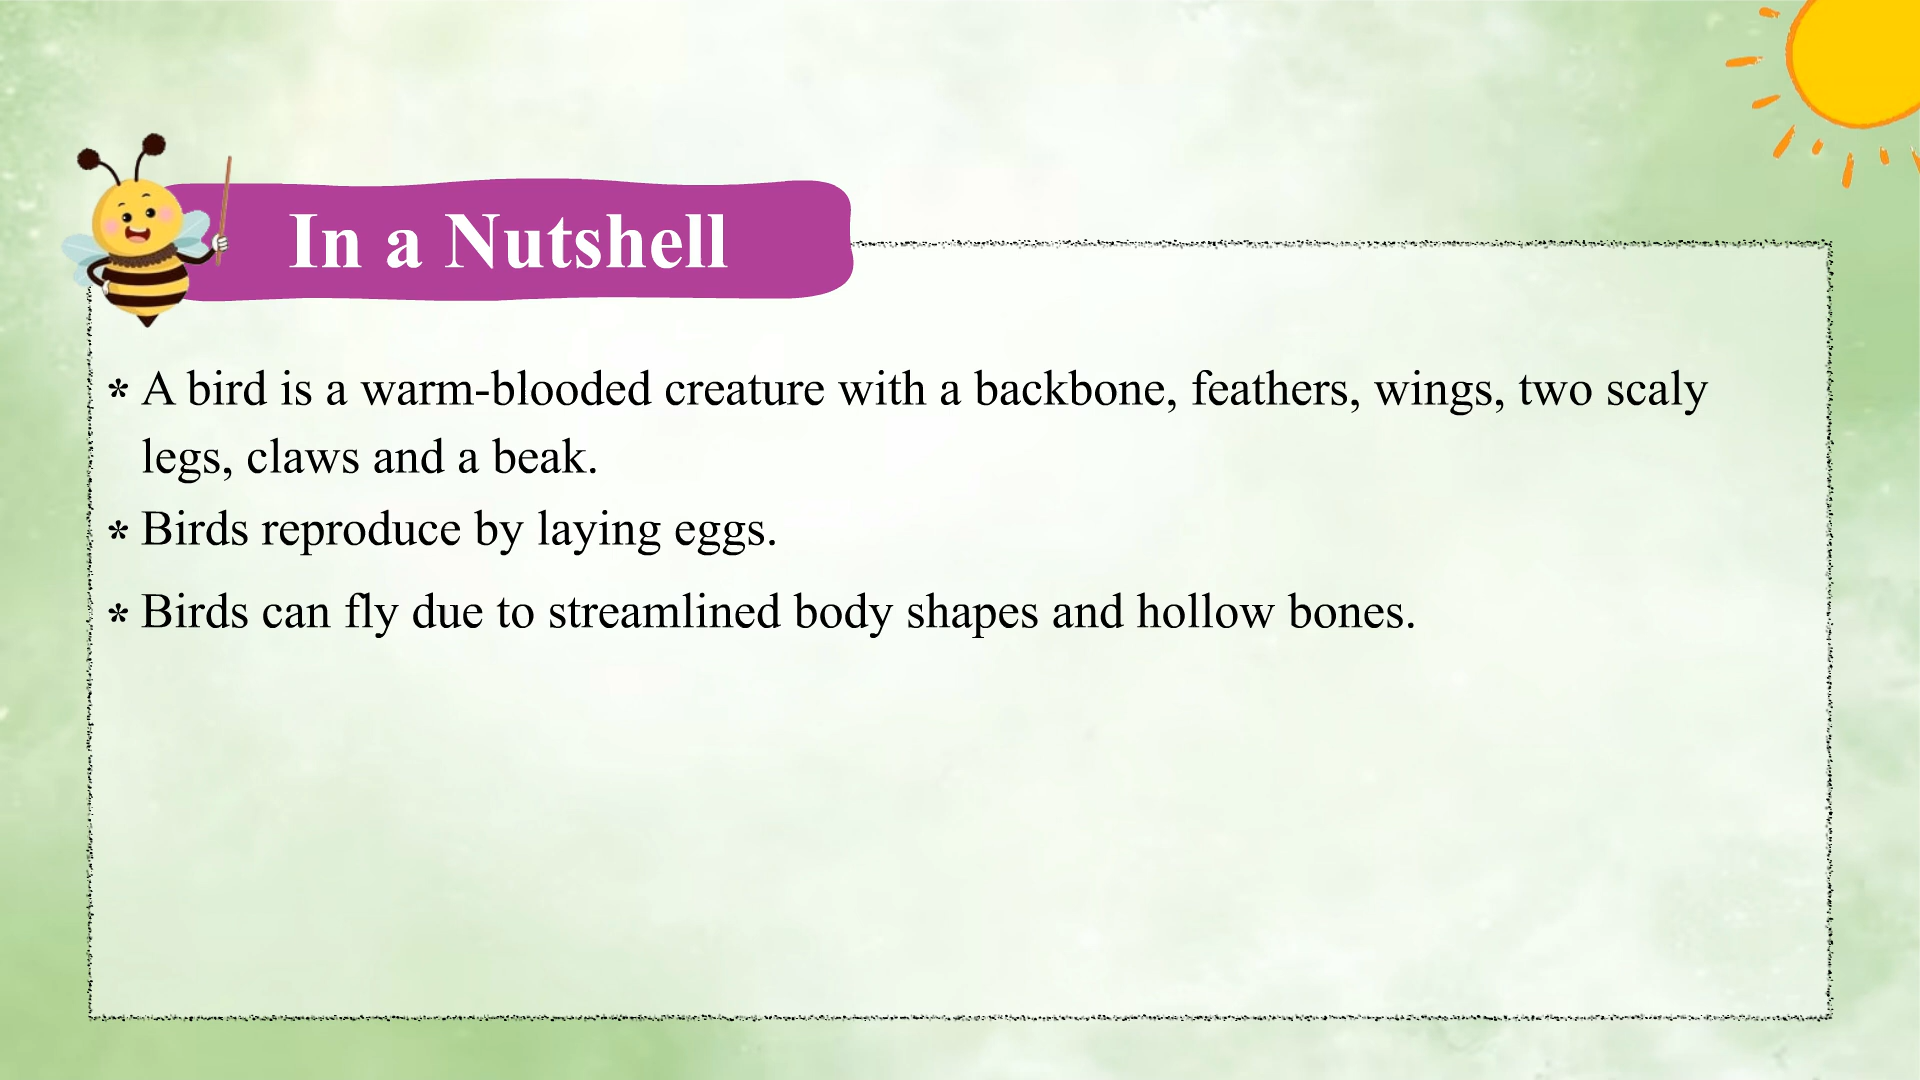 In a Nutshell
* A bird is a warm-blooded creature with a backbone, feathers, wings, two scaly
legs, claws and a beak.
* Birds reproduce by laying eggs.
* Birds can fly due to streamlined body shapes and hollow bones.